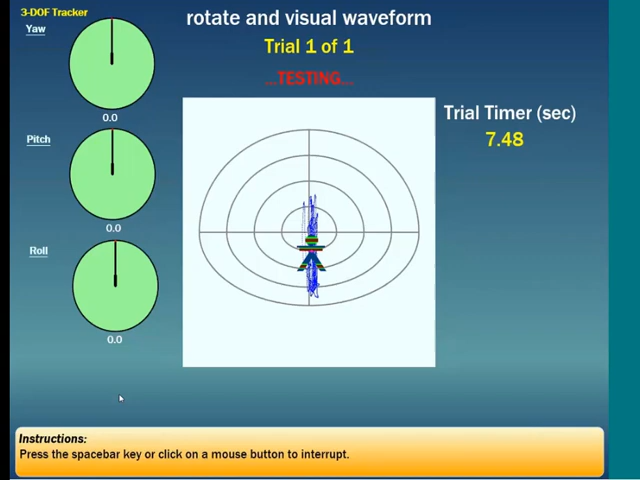 3-DOF Tracker
rotate and visual waveform
Yaw
Trial 1 of 1
...TESTING...
Trial Timer (sec)
7.48
0.0
Pitch
0.0
Roll
0.0
Instructions:
Press the spacebar key or click on a mouse button to interrupt.